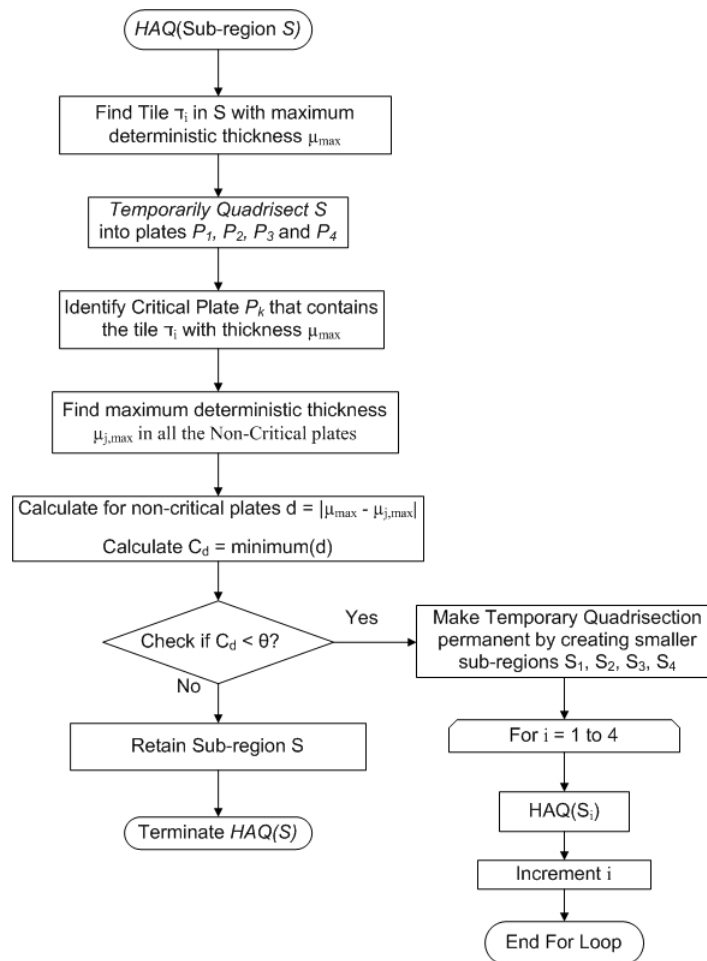 HAQ(Sub-region S)
Find Tile ꚍi in S with maximum
deterministic thickness μmax
Temporarily Quadrisect S
into plates P1, P2, P3 and P4
Identify Critical Plate Pk that contains
the tile ꚍi with thickness μmax
Find maximum deterministic thickness
μj,max in all the Non-Critical plates
Calculate for non-critical plates d = |μmax - μj,max|
Calculate Cd = minimum(d)
Check if Cd < θ?
Yes
No
Make Temporary Quadrisection
permanent by creating smaller
sub-regions S1, S2, S3, S4
Retain Sub-region S
Terminate HAQ(S)
For i = 1 to 4
HAQ(Si)
Increment i
End For Loop